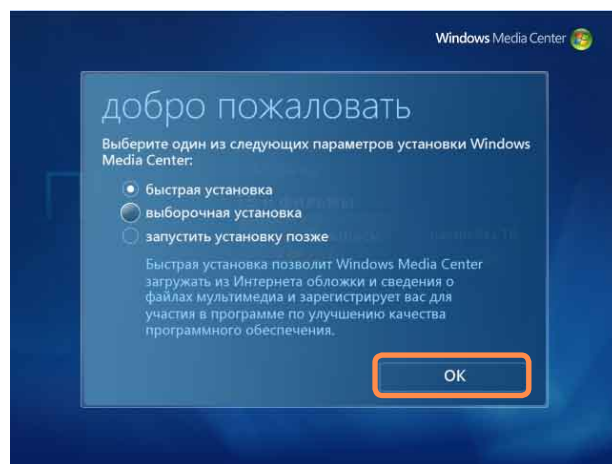 Windows Media Center
добро пожаловать
Выберите один из следующих параметров установки Windows
Media Center:
быстрая установка
выборочная установка
запустить установку позже
Быстрая установка позволит Windows Media Center
загружать из Интернета обложки и сведения о
файлах мультимедиа и зарегистрирует вас для
участия в программе по улучшению качества
программного обеспечения.
ОК